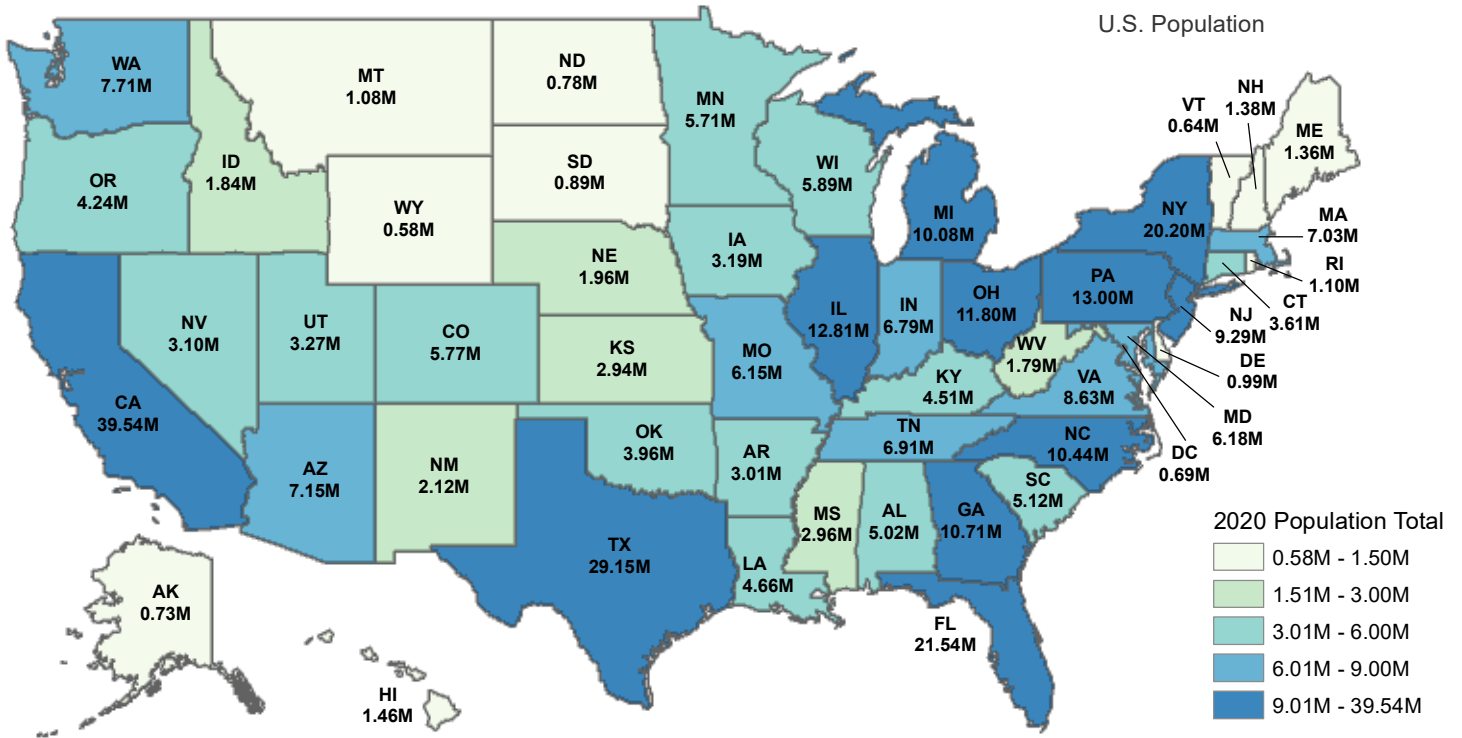 U.S. Population
WA
7.71M
MT
1.08M
ND
0.78M
MN
5.71M
VT
0.64M
NH
1.38M
ME
1.36M
OR
4.24M
ID
1.84M
WY
0.58M
SD
0.89M
WI
5.89M
MI
10.08M
NY
20.20M
MA
7.03M
RI
1.10M
CT
3.61M
NJ
9.29M
DE
0.99M
MD
6.18M
DC
0.69M
NV
3.10M
UT
3.27M
CO
5.77M
NE
1.96M
IA
3.19M
IL
12.81M
IN
6.79M
OH
11.80M
PA
13.00M
CA
39.54M
KS
2.94M
MO
6.15M
KY
4.51M
WV
1.79M
VA
8.63M
AZ
7.15M
NM
2.12M
OK
3.96M
AR
3.01M
TN
6.91M
NC
10.44M
SC
5.12M
TX
29.15M
LA
4.66M
MS
2.96M
AL
5.02M
GA
10.71M
FL
21.54M
AK
0.73M
HI
1.46M
2020 Population Total
0.58M - 1.50M
1.51M - 3.00M
3.01M - 6.00M
6.01M - 9.00M
9.01M - 39.54M